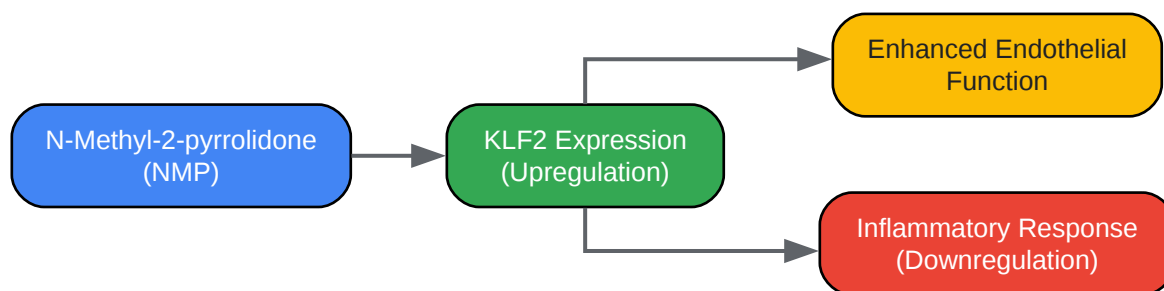 N-Methyl-2-pyrrolidone
(NMP)
KLF2 Expression
(Upregulation)
Enhanced Endothelial
Function
Inflammatory Response
(Downregulation)